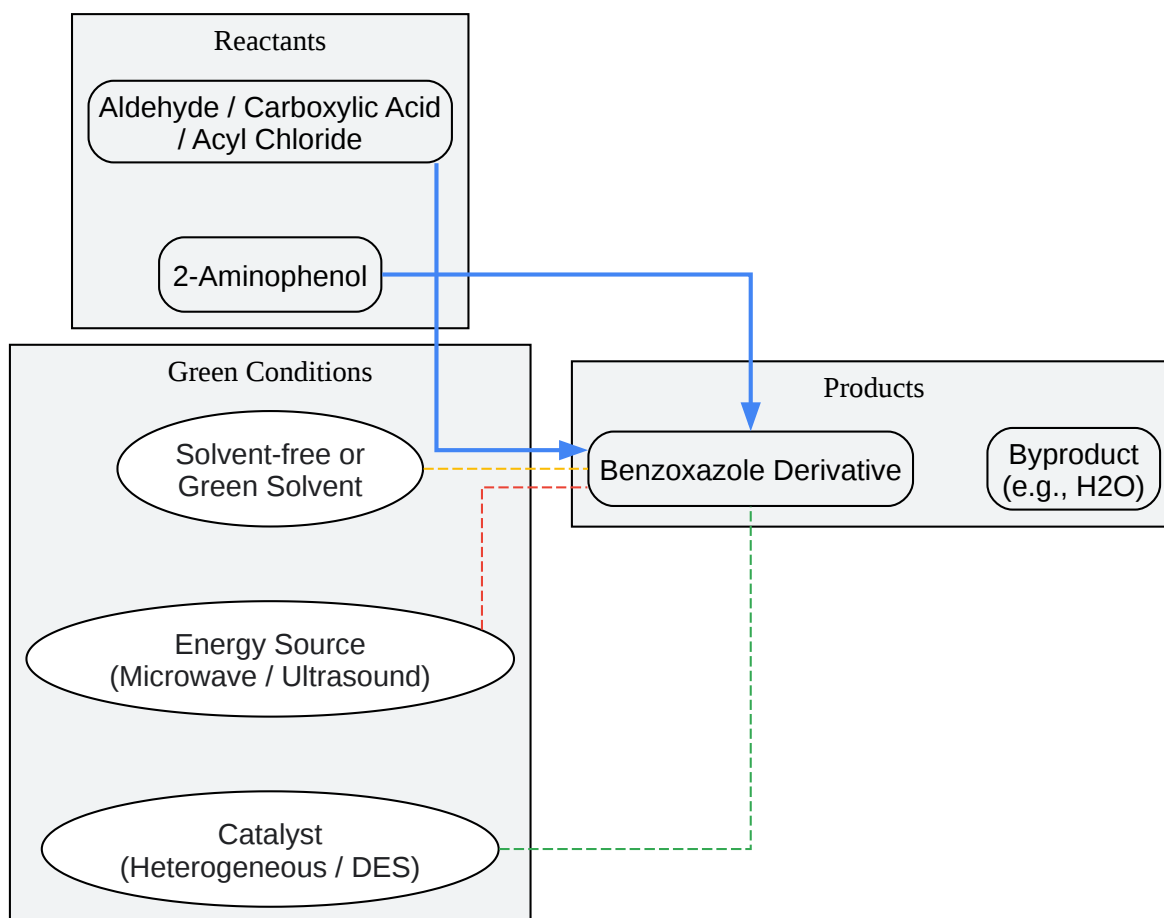 Reactants
Aldehyde / Carboxylic Acid
/ Acyl Chloride
2-Aminophenol
Green Conditions
Solvent-free or
Green Solvent
Energy Source
(Microwave / Ultrasound)
Catalyst
(Heterogeneous / DES)
Products
Benzoxazole Derivative
Byproduct
(e.g., H2O)